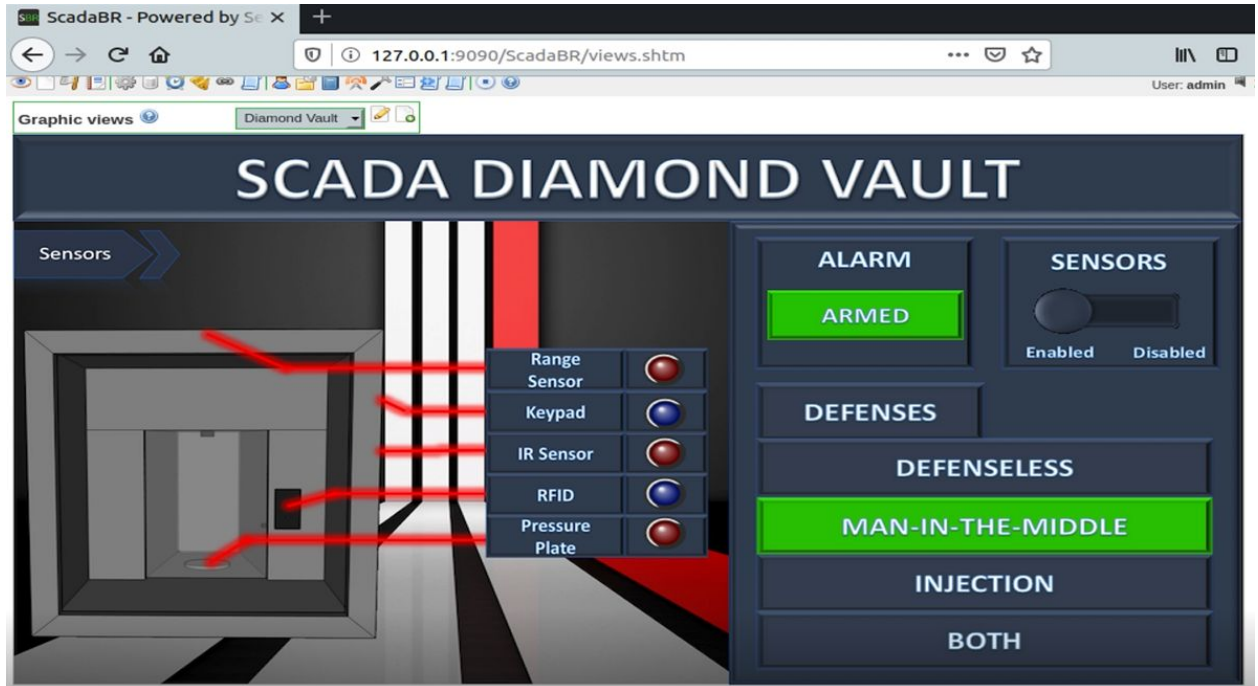 ScadaBR - Powered by Se
127.0.0.1:9090/ScadaBR/views.shtm
User: admin
Graphic views
Diamond Vault
SCADA DIAMOND VAULT
Sensors
Range
Sensor
Keypad
IR Sensor
RFID
Pressure
Plate
ALARM
ARMED
SENSORS
Enabled Disabled
DEFENSES
DEFENSELESS
MAN-IN-THE-MIDDLE
INJECTION
BOTH